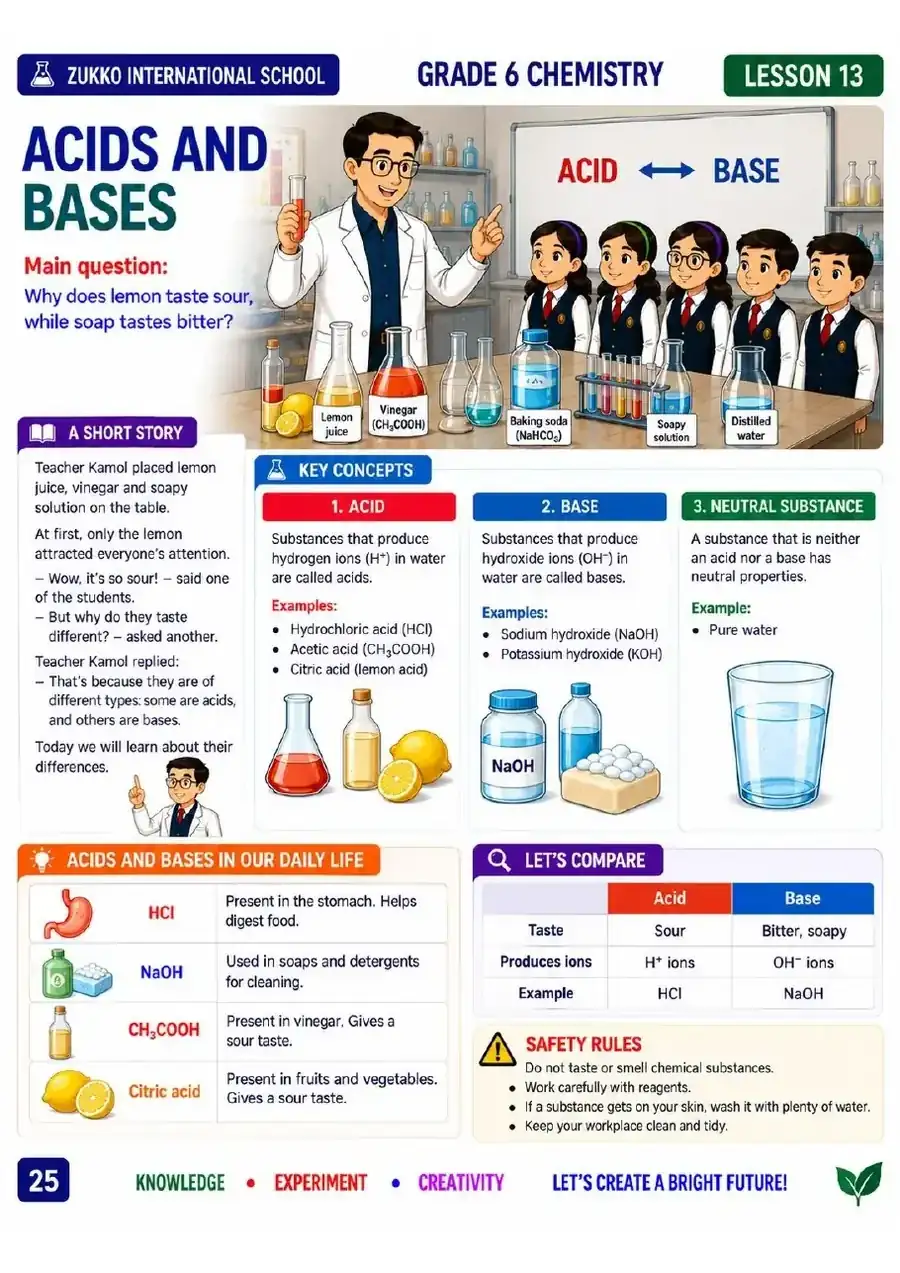 ZUKKO INTERNATIONAL SCHOOL
GRADE 6 CHEMISTRY
LESSON 13
ACIDS AND
BASES
Main question:
Why does lemon taste sour,
while soap tastes bitter?
ACID
BASE
Lemon
juice
Vinegar
(CH₃COOH)
Baking soda
(NaHCO₃)
Soapy
solution
Distilled
water
A SHORT STORY
Teacher Kamol placed lemon
juice, vinegar and soapy
solution on the table.
At first, only the lemon
attracted everyone's attention.
– Wow, it's so sour! – said one
of the students.
– But why do they taste
different? – asked another.
Teacher Kamol replied:
– That's because they are of
different types: some are acids,
and others are bases.
Today we will learn about their
differences.
KEY CONCEPTS
1. ACID
Substances that produce
hydrogen ions (H⁺) in water
are called acids.
Examples:
• Hydrochloric acid (HCl)
• Acetic acid (CH₃COOH)
• Citric acid (lemon acid)
2. BASE
Substances that produce
hydroxide ions (OH⁻) in
water are called bases.
Examples:
• Sodium hydroxide (NaOH)
• Potassium hydroxide (KOH)
NaOH
3. NEUTRAL SUBSTANCE
A substance that is neither
an acid nor a base has
neutral properties.
Example:
• Pure water
ACIDS AND BASES IN OUR DAILY LIFE
HCl
Present in the stomach. Helps
digest food.
NaOH
Used in soaps and detergents
for cleaning.
CH₃COOH
Present in vinegar. Gives a
sour taste.
Citric acid
Present in fruits and vegetables.
Gives a sour taste.
LET'S COMPARE
Acid Base
Taste Sour Bitter, soapy
Produces ions H⁺ ions OH⁻ ions
Example HCl NaOH
SAFETY RULES
Do not taste or smell chemical substances.
• Work carefully with reagents.
• If a substance gets on your skin, wash it with plenty of water.
• Keep your workplace clean and tidy.
25
KNOWLEDGE • EXPERIMENT • CREATIVITY LET'S CREATE A BRIGHT FUTURE!